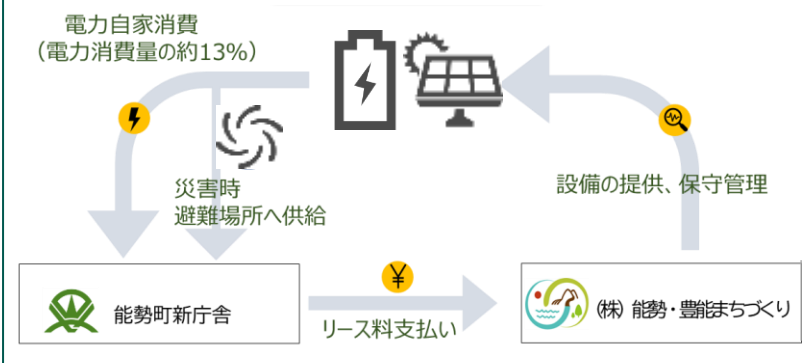 電力自家消費
（電力消費量の約13%）
災害時
避難場所へ供給
設備の提供、保守管理
能勢町新庁舎
¥
リース料支払い
（株）能勢・豊能まちづくり